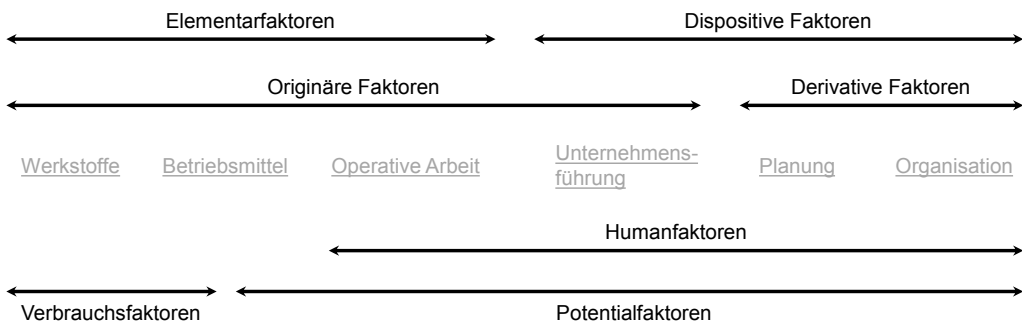 Elementarfaktoren Dispositive Faktoren
Originäre Faktoren Derivative Faktoren
Werkstoffe Betriebsmittel Operative Arbeit Unternehmens-
führung Planung Organisation
Humanfaktoren
Verbrauchsfaktoren Potentialfaktoren